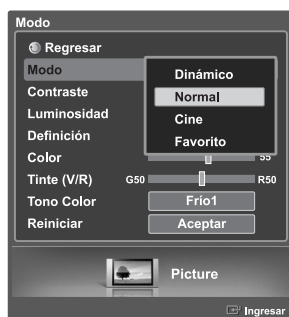 Modo
Regresar
Modo
Dinámico
Contraste
Normal
Luminosidad
Cine
Definición
Favorito
Color
55
Tinte (V/R) G50 R50
Tono Color Frío1
Reiniciar Aceptar
Picture
Ingresar